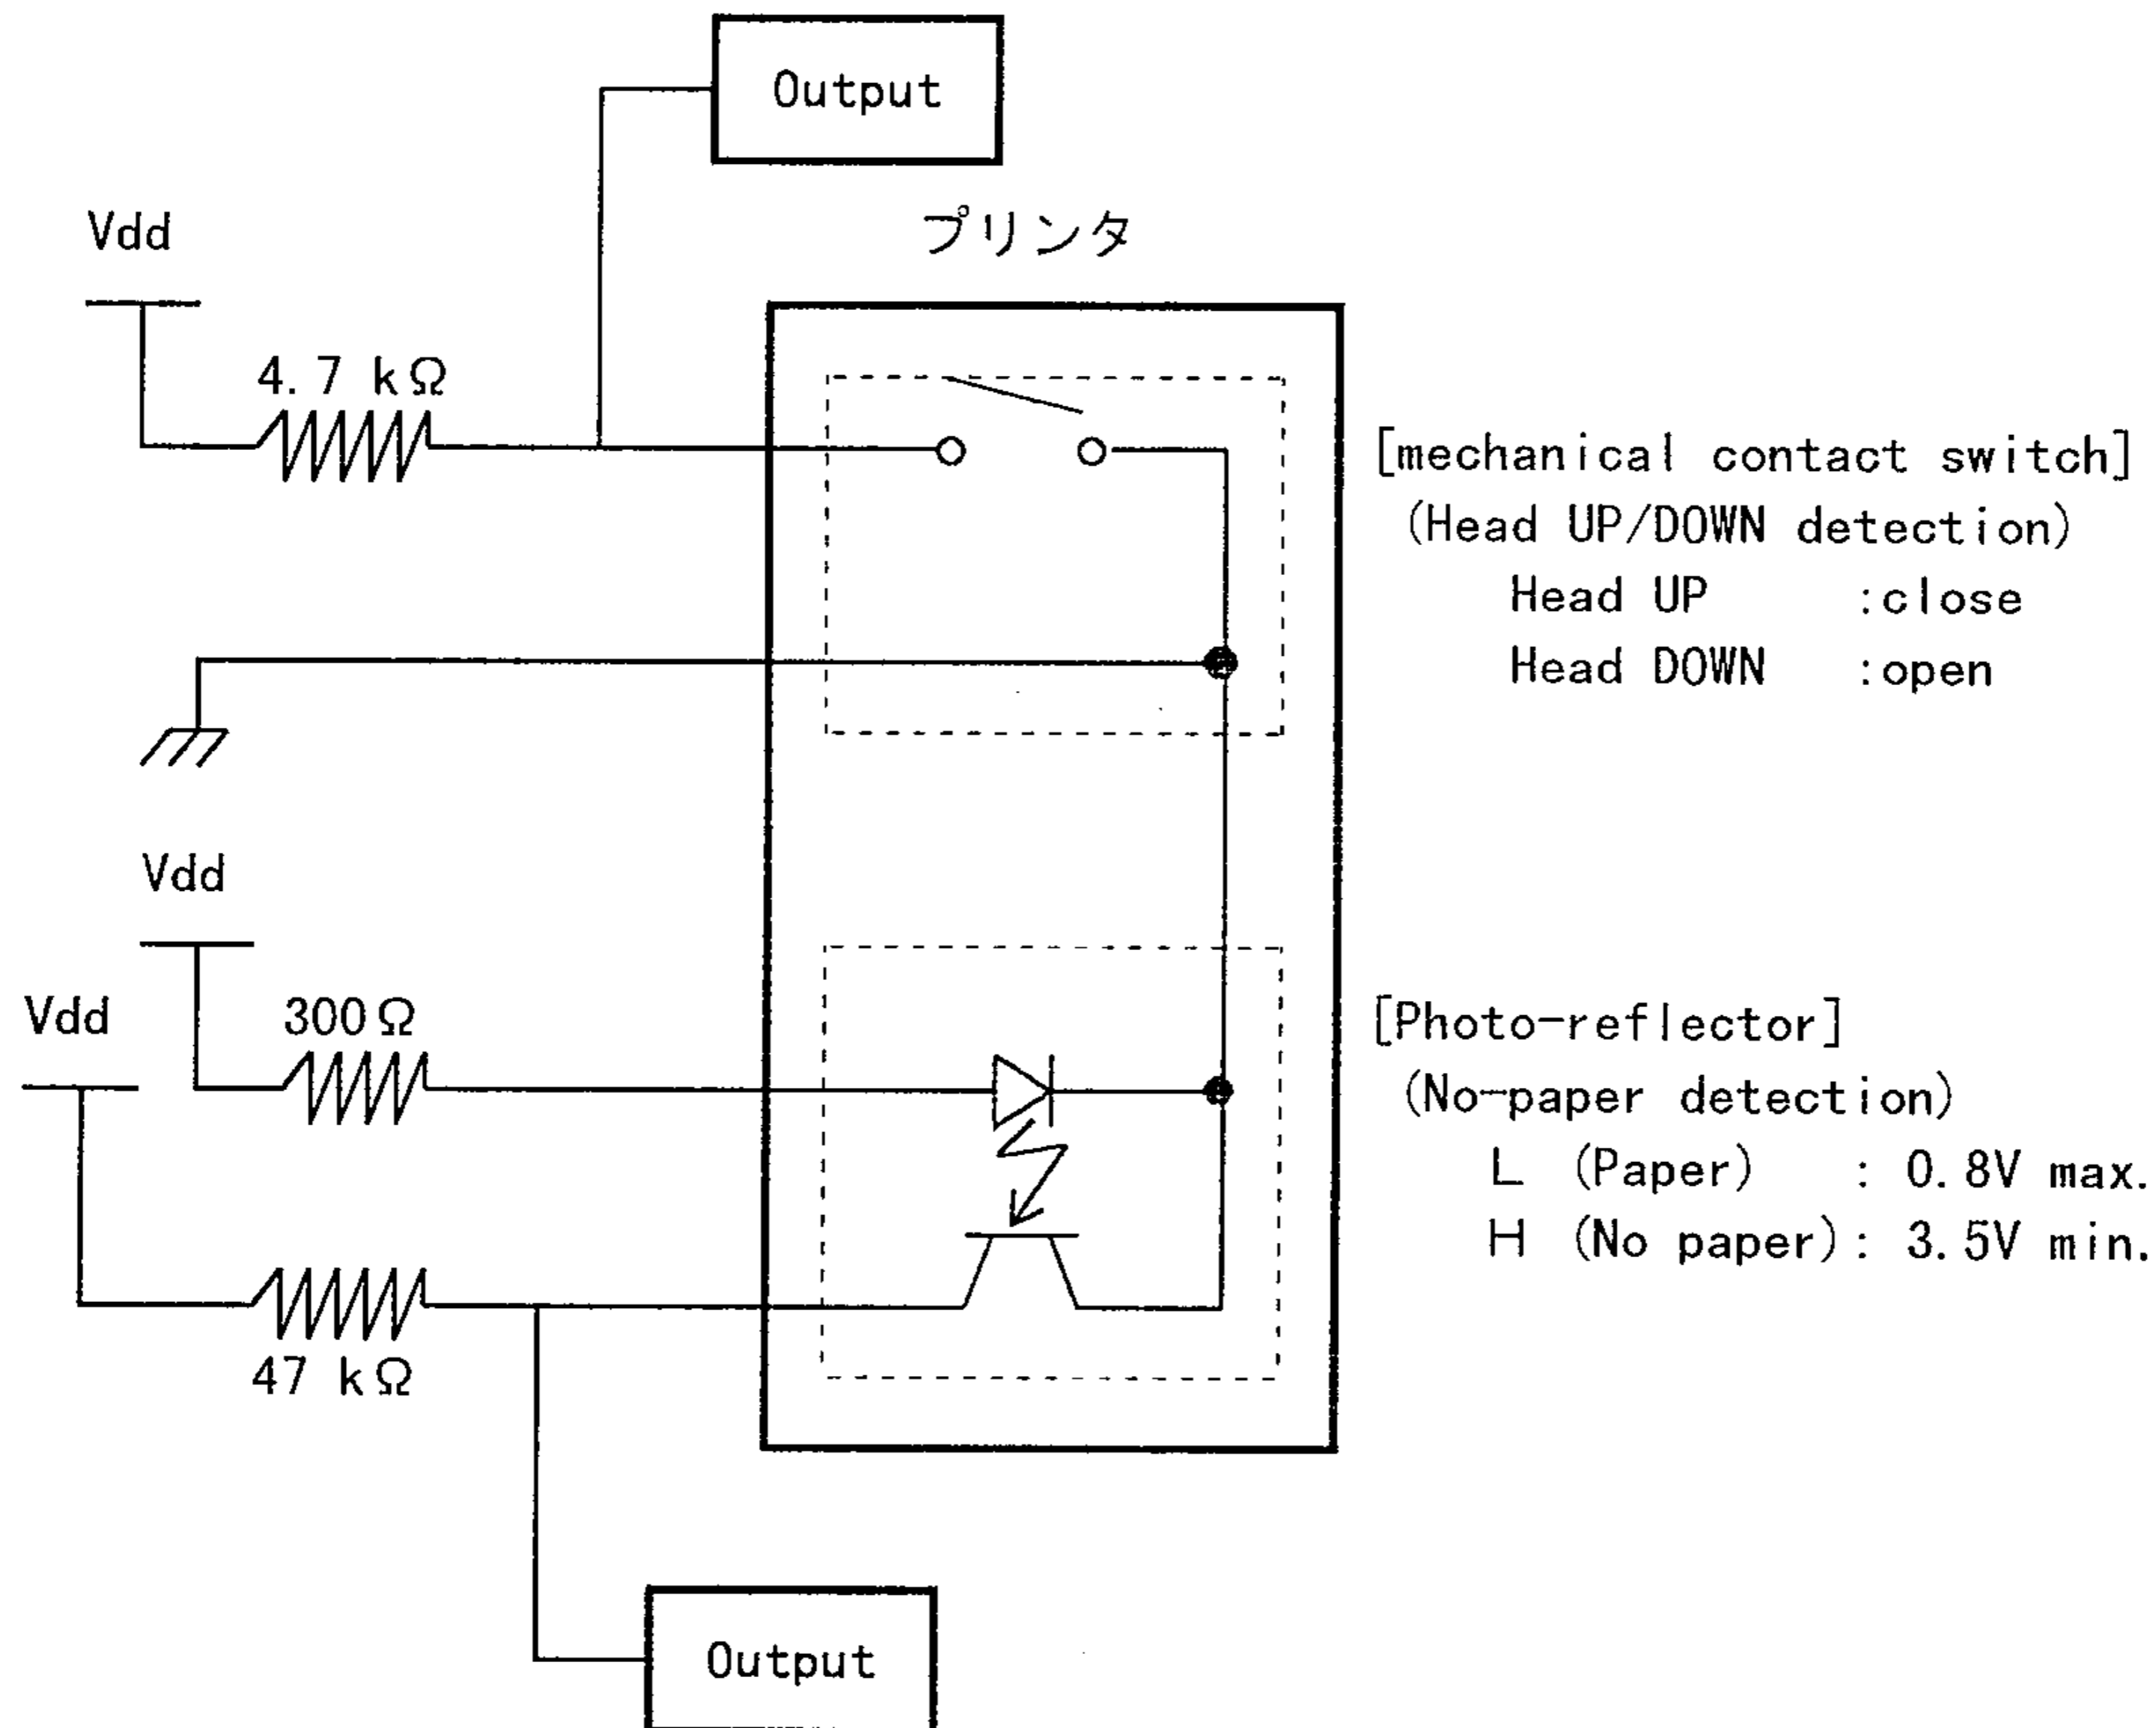 Output
プリンタ
Vdd
4.7 kΩ
[mechanical contact switch]
(Head UP/DOWN detection)
Head UP :close
Head DOWN :open
Vdd
Vdd
300Ω
[Photo-reflector]
(No-paper detection)
L (Paper) : 0.8V max.
H (No paper): 3.5V min.
47 kΩ
Output